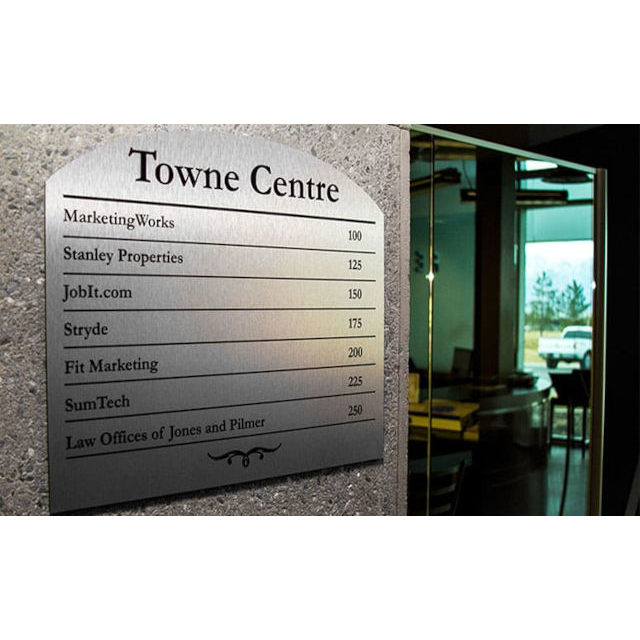 Towne Centre
MarketingWorks 100
Stanley Properties 125
JobIt.com 150
Stryde 175
Fit Marketing 200
SumTech 225
Law Offices of Jones and Pilmer 250